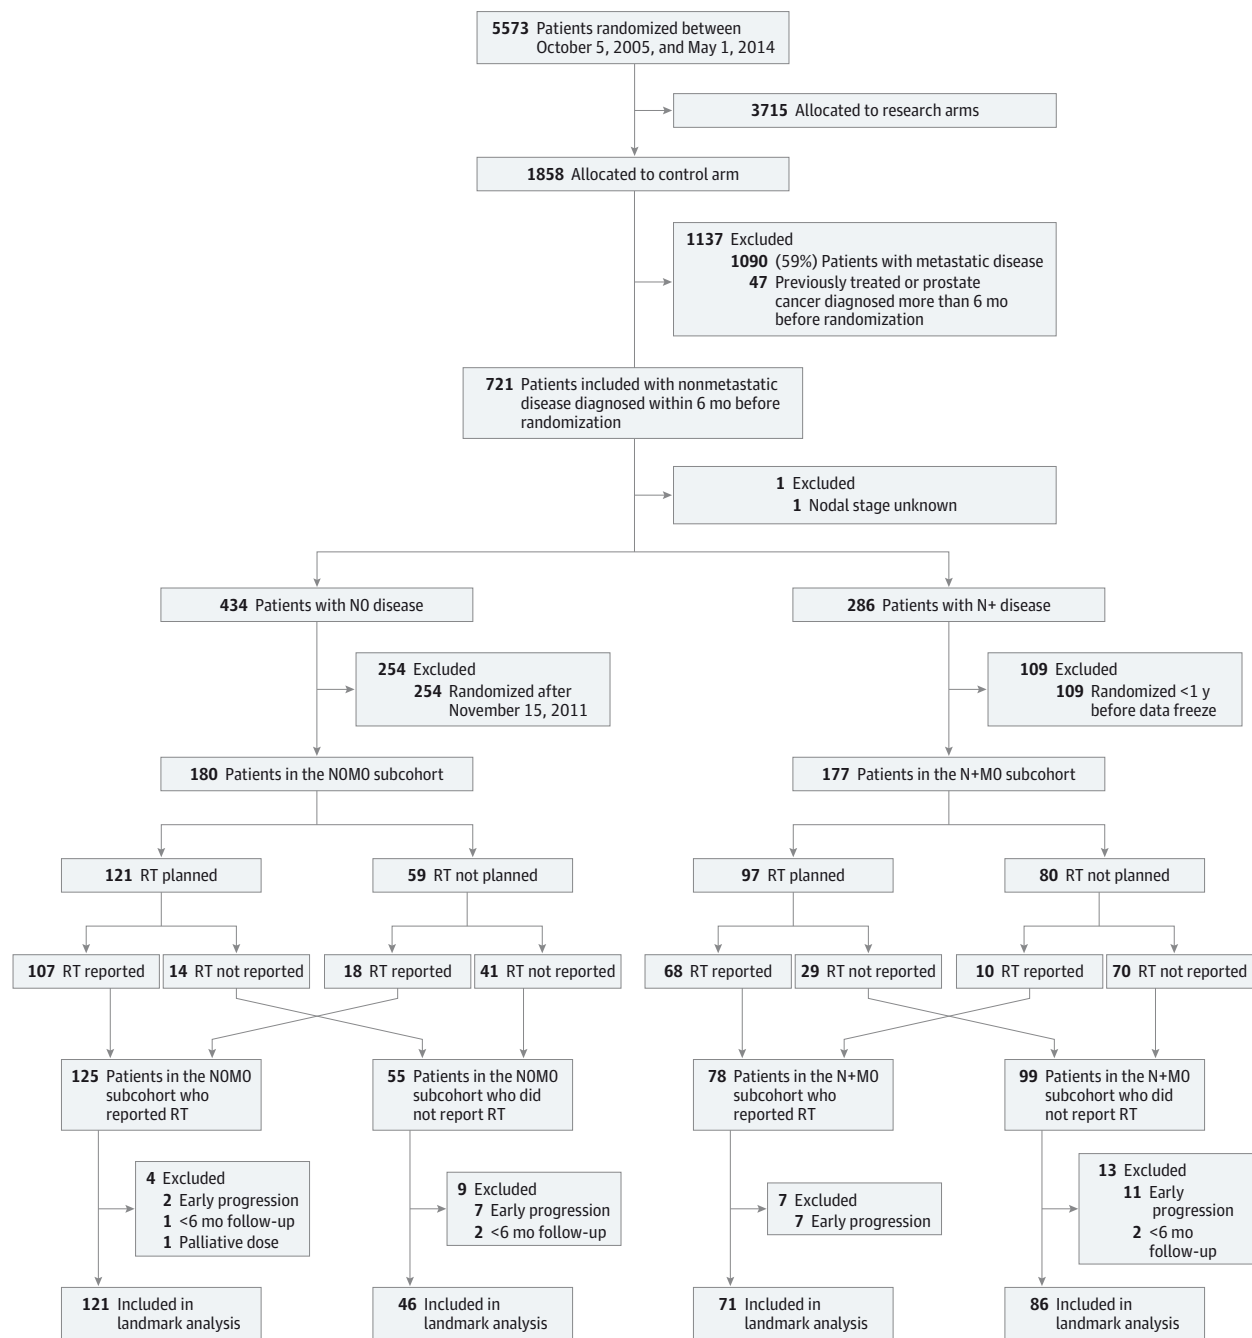 5573 Patients randomized between
October 5, 2005, and May 1, 2014
3715 Allocated to research arms
1858 Allocated to control arm
1137 Excluded
1090 (59%) Patients with metastatic disease
47 Previously treated or prostate
cancer diagnosed more than 6 mo
before randomization
721 Patients included with nonmetastatic
disease diagnosed within 6 mo before
randomization
1 Excluded
1 Nodal stage unknown
434 Patients with N0 disease
286 Patients with N+ disease
254 Excluded
254 Randomized after
November 15, 2011
109 Excluded
109 Randomized <1 y
before data freeze
180 Patients in the N0M0 subcohort
177 Patients in the N+M0 subcohort
121 RT planned
59 RT not planned
97 RT planned
80 RT not planned
107 RT reported
14 RT not reported
18 RT reported
41 RT not reported
68 RT reported
29 RT not reported
10 RT reported
70 RT not reported
125 Patients in the N0M0
subcohort who
reported RT
55 Patients in the N0M0
subcohort who did
not report RT
78 Patients in the N+M0
subcohort who
reported RT
99 Patients in the N+M0
subcohort who did
not report RT
4 Excluded
2 Early progression
1 <6 mo follow-up
1 Palliative dose
9 Excluded
7 Early progression
2 <6 mo follow-up
7 Excluded
7 Early progression
13 Excluded
11 Early
progression
2 <6 mo
follow-up
121 Included in
landmark analysis
46 Included in
landmark analysis
71 Included in
landmark analysis
86 Included in
landmark analysis